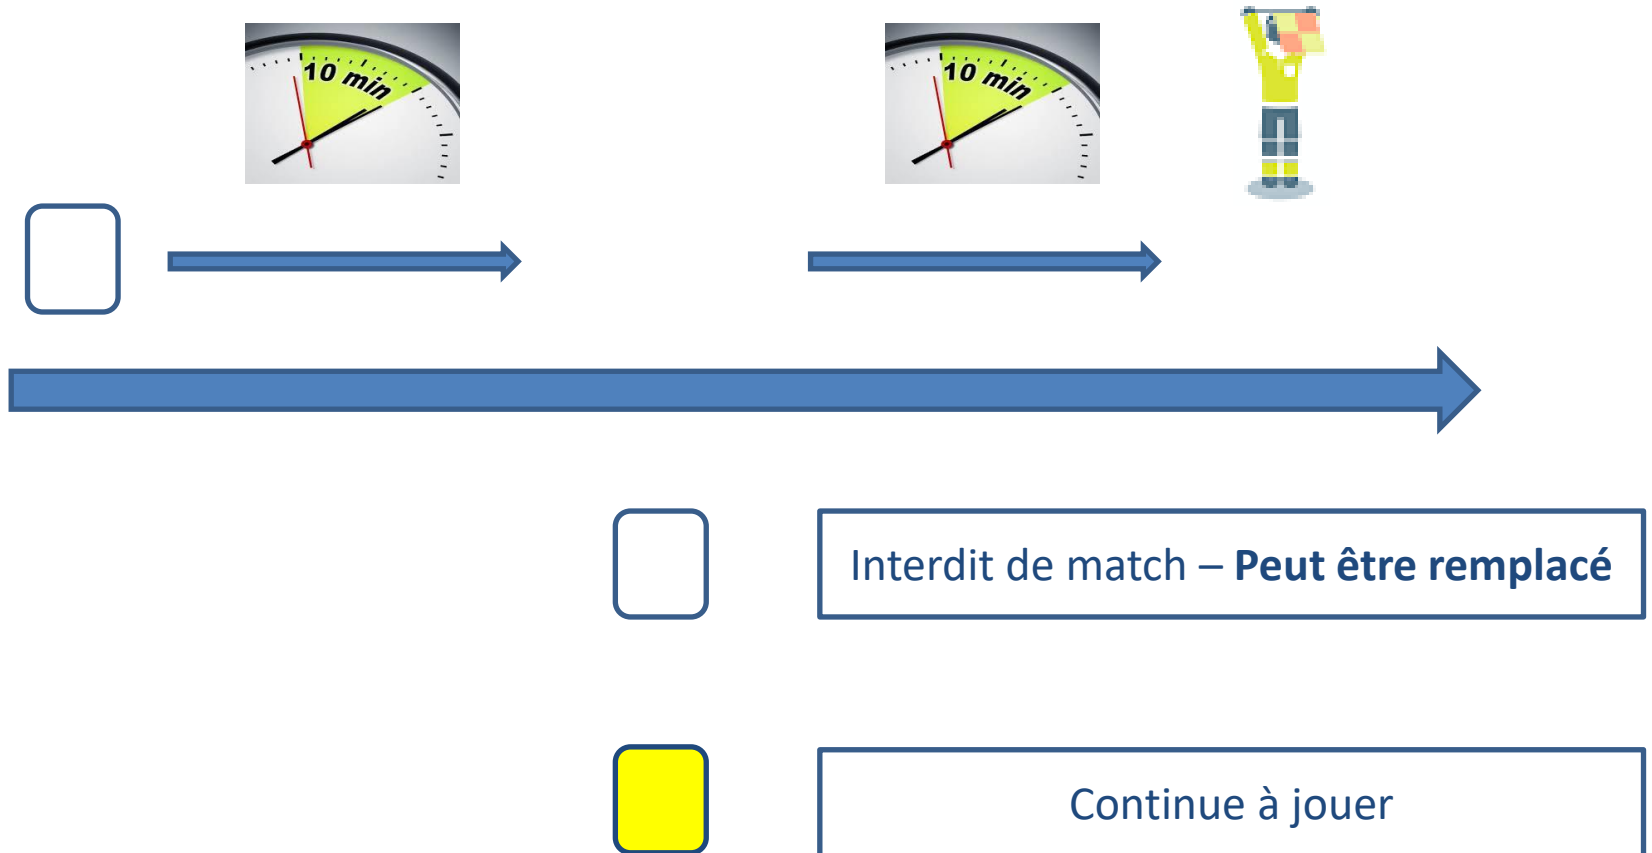 10 min
10 min
Interdit de match – Peut être remplacé
Continue à jouer